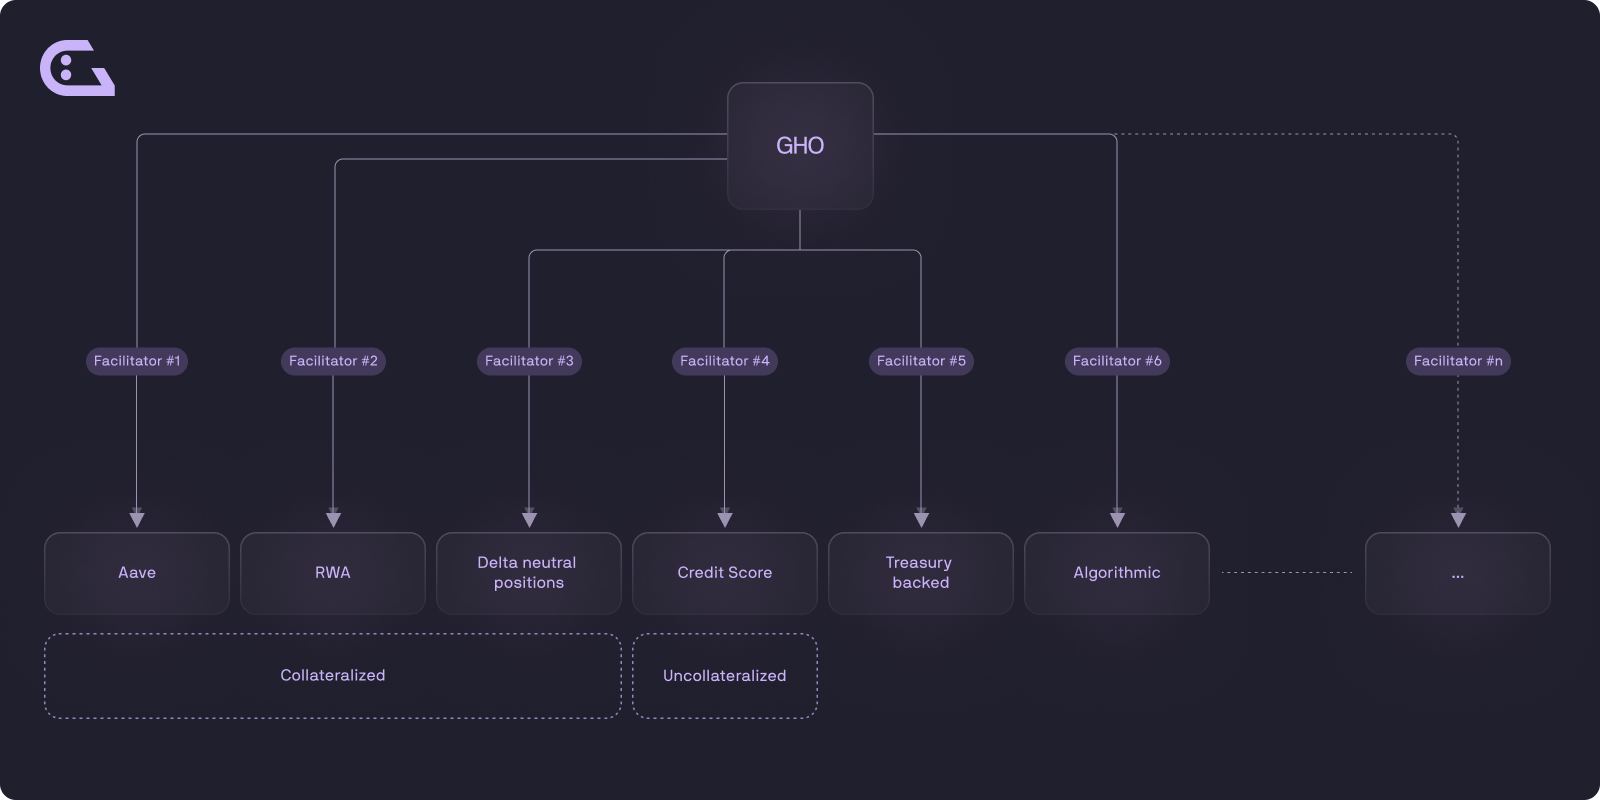 GHO
Facilitator #1
Facilitator #2
Facilitator #3
Facilitator #4
Facilitator #5
Facilitator #6
Facilitator #n
Aave
RWA
Delta neutral
positions
Credit Score
Treasury
backed
Algorithmic
...
Collateralized
Uncollateralized